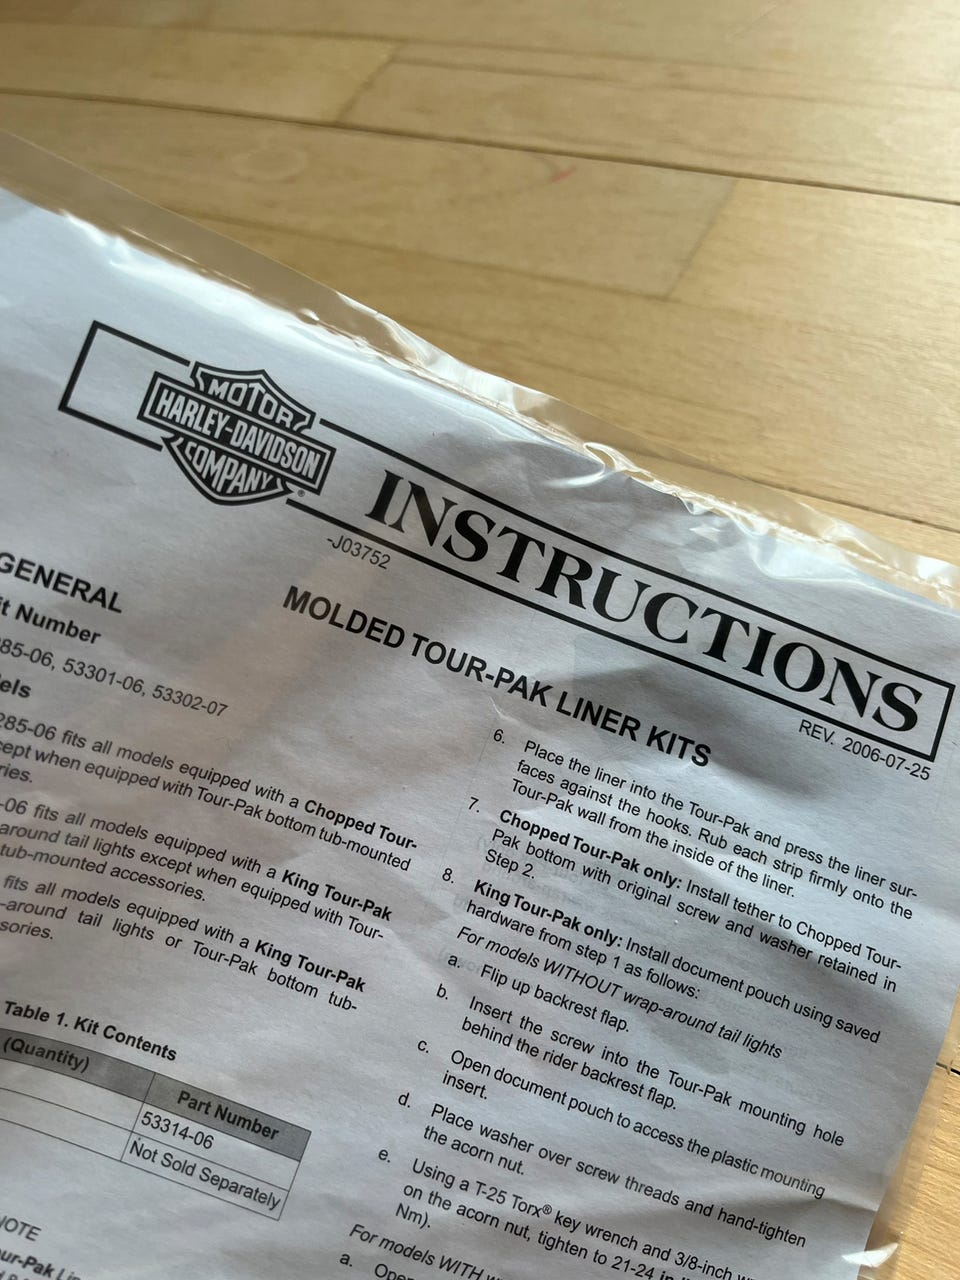 MOTOR
HARLEY-DAVIDSON
COMPANY
®
INSTRUCTIONS
-J03752
REV. 2006-07-25
MOLDED TOUR-PAK LINER KITS
GENERAL
it Number
85-06, 53301-06, 53302-07
els
285-06 fits all models equipped with a Chopped Tour-
cept when equipped with Tour-Pak bottom tub-mounted
ries.
-06 fits all models equipped with a King Tour-Pak
around tail lights except when equipped with Tour-
tub-mounted accessories.
fits all models equipped with a King Tour-Pak
-around tail lights or Tour-Pak bottom tub-
sories.
Table 1. Kit Contents
(Quantity)
Part Number
53314-06
Not Sold Separately
NOTE
6. Place the liner into the Tour-Pak and press the liner sur-
faces against the hooks. Rub each strip firmly onto the
Tour-Pak wall from the inside of the liner.
7. Chopped Tour-Pak only: Install tether to Chopped Tour-
Pak bottom with original screw and washer retained in
Step 2.
8. King Tour-Pak only: Install document pouch using saved
hardware from step 1 as follows:
For models WITHOUT wrap-around tail lights
a. Flip up backrest flap.
b. Insert the screw into the Tour-Pak mounting hole
behind the rider backrest flap.
c. Open document pouch to access the plastic mounting
insert.
d. Place washer over screw threads and hand-tighten
the acorn nut.
e. Using a T-25 Torx® key wrench and 3/8-inch
on the acorn nut, tighten to 21-24
Nm).
For models WITH
a.